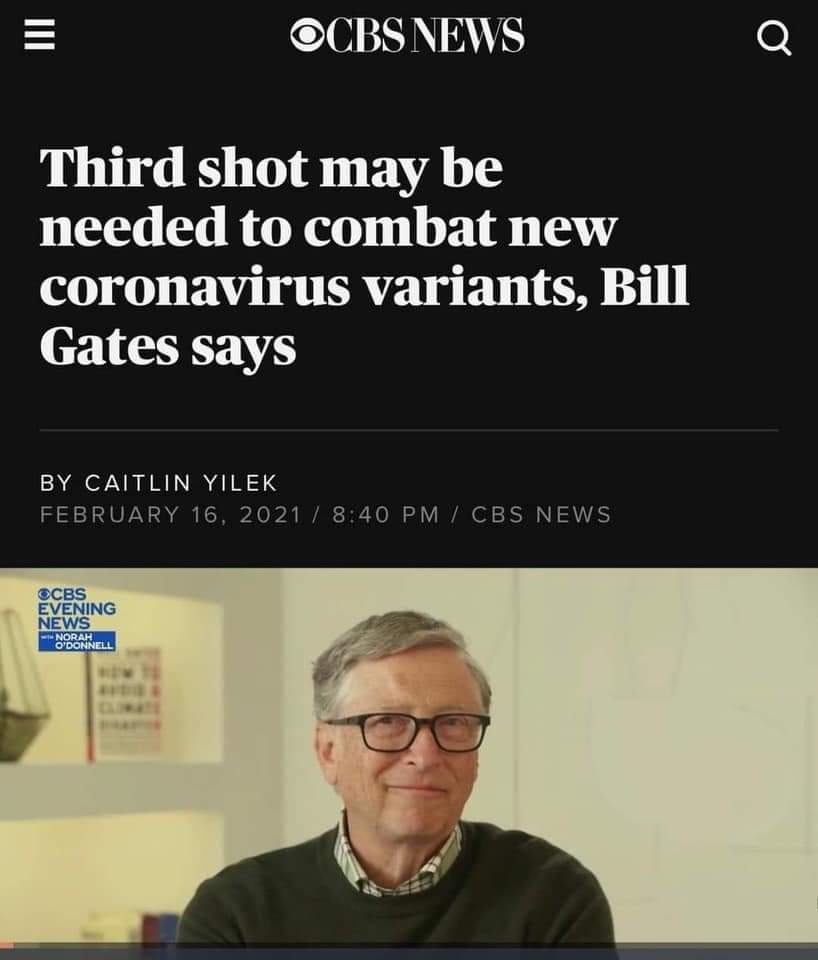 CBS NEWS
Third shot may be
needed to combat new
coronavirus variants, Bill
Gates says
BY CAITLIN YILEK
FEBRUARY 16, 2021 / 8:40 PM / CBS NEWS
CBS
EVENING
NEWS
WITH NORAH
O'DONNELL
HOW TO
AVOID A
CLIMATE
DISASTER